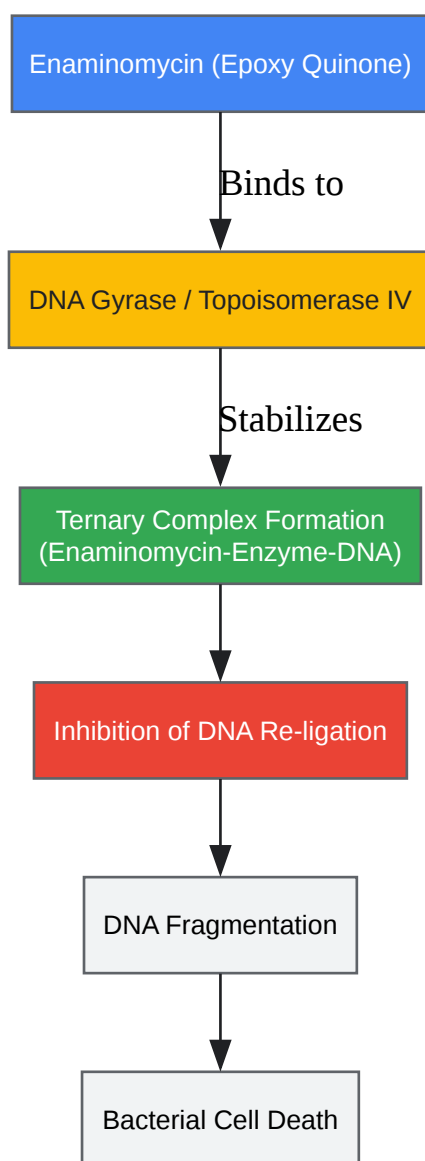 Enaminomycin (Epoxy Quinone)
Binds to
DNA Gyrase / Topoisomerase IV
Stabilizes
Ternary Complex Formation
(Enaminomycin-Enzyme-DNA)
Inhibition of DNA Re-ligation
DNA Fragmentation
Bacterial Cell Death